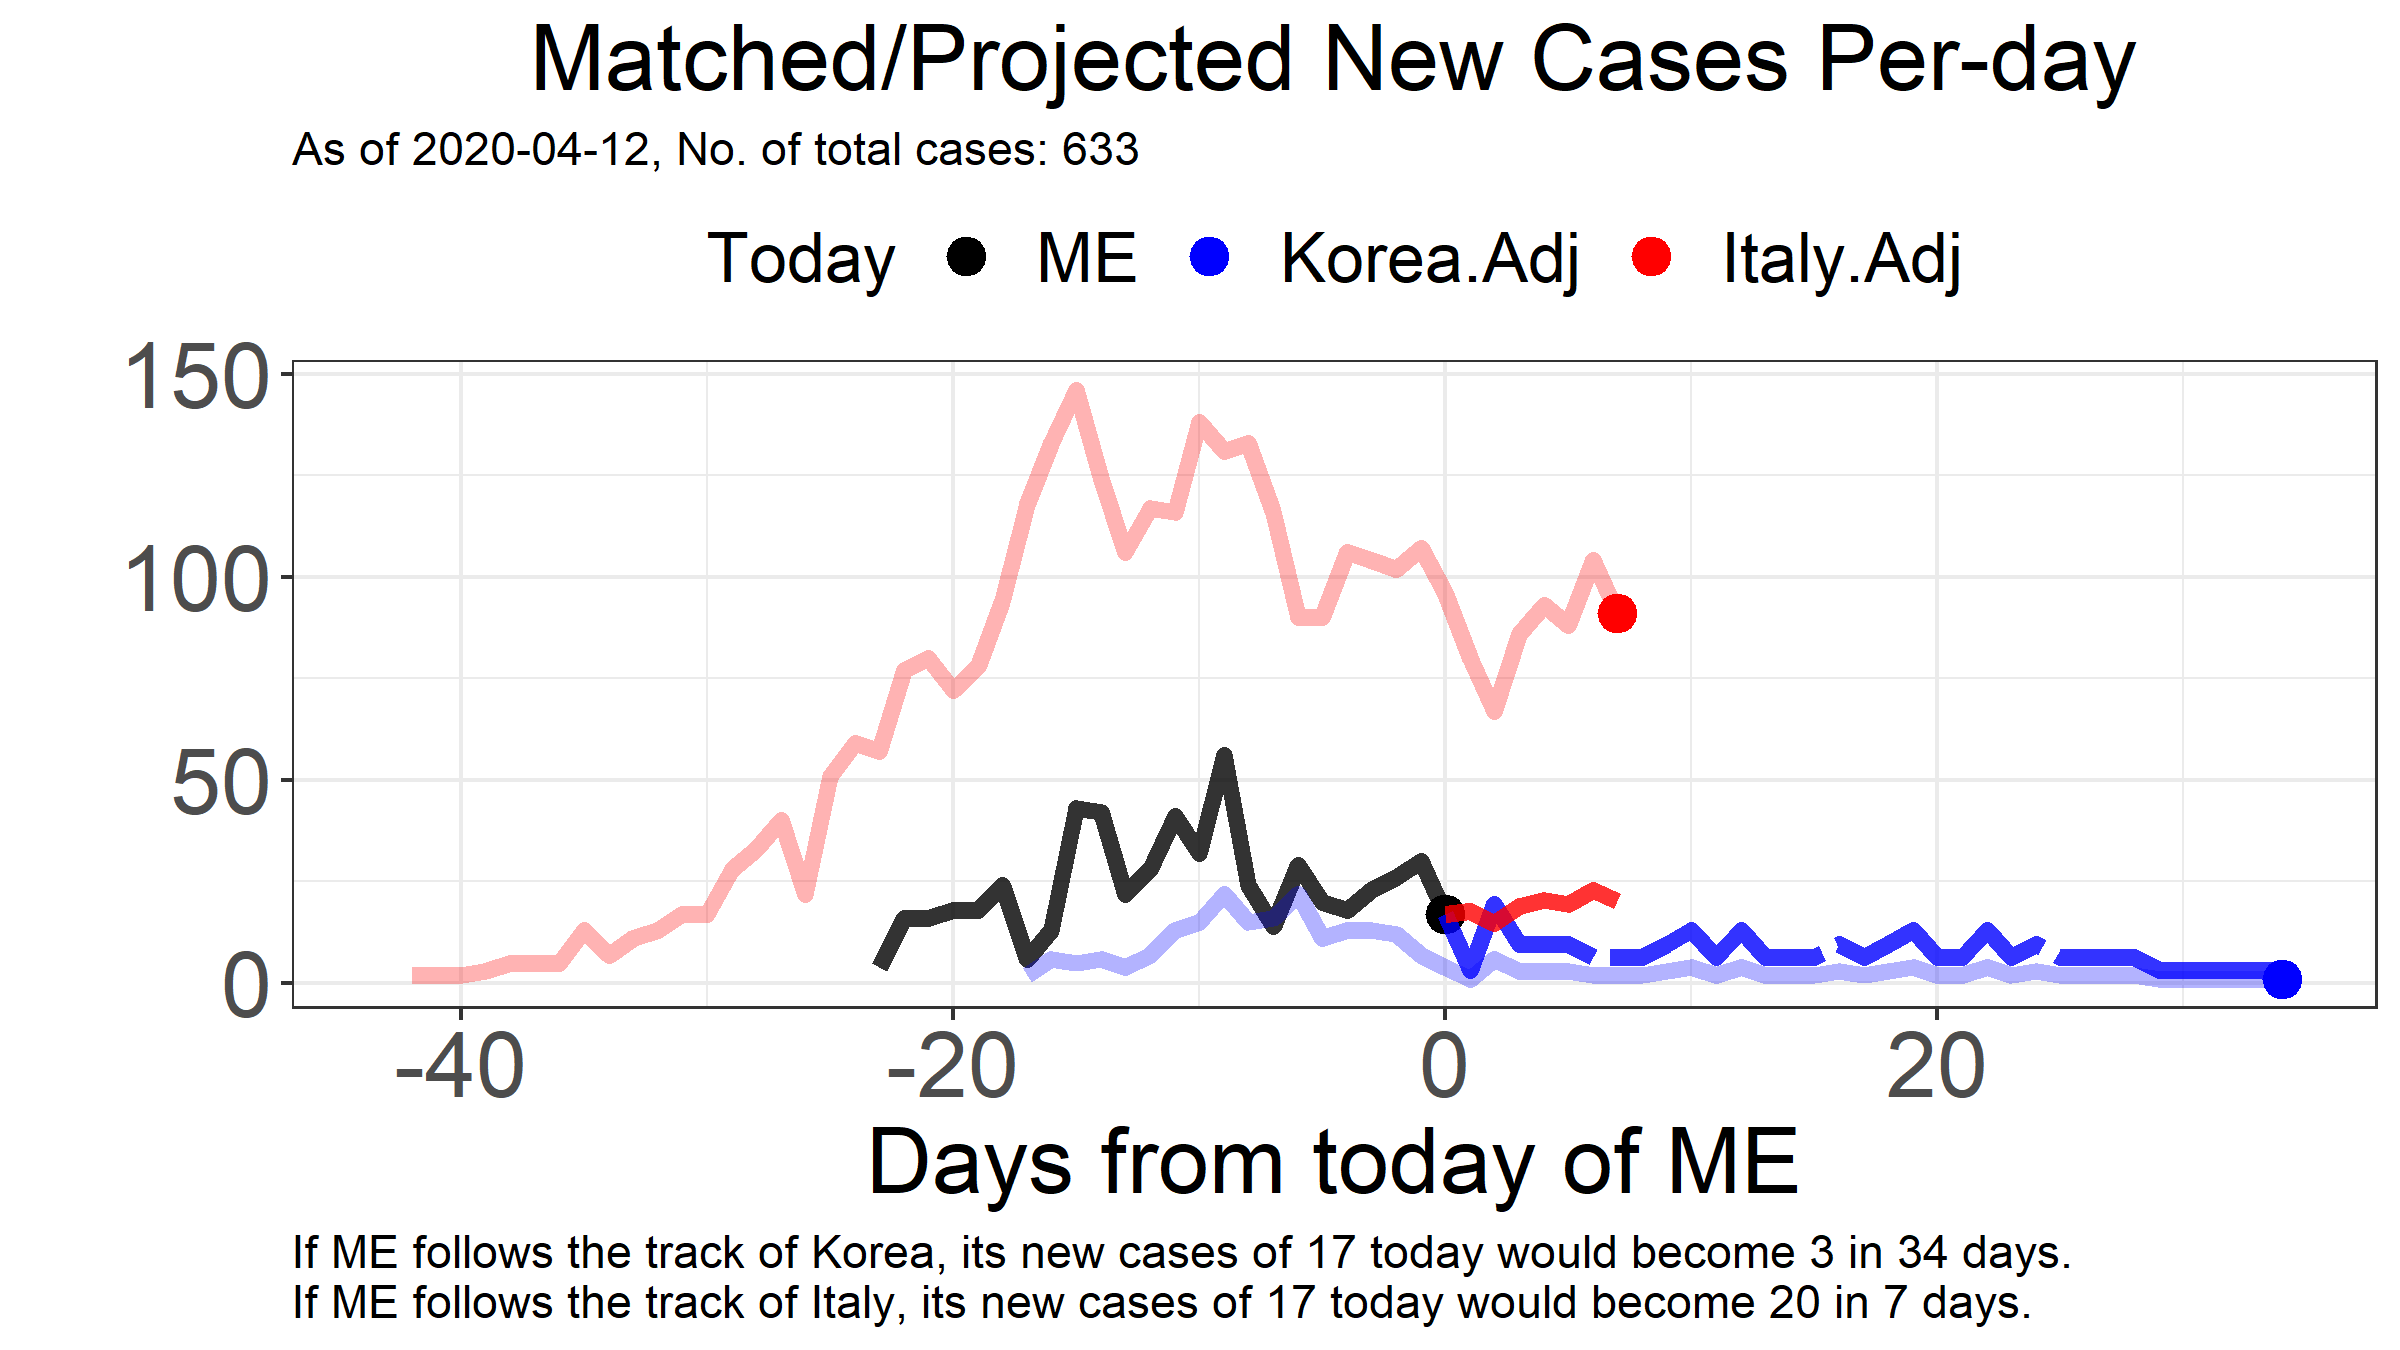 Matched/Projected New Cases Per-day
As of 2020-04-12, No. of total cases: 633
Today ME Korea.Adj Italy.Adj
150
100
50
0
-40 -20 0 20
Days from today of ME
If ME follows the track of Korea, its new cases of 17 today would become 3 in 34 days.
If ME follows the track of Italy, its new cases of 17 today would become 20 in 7 days.